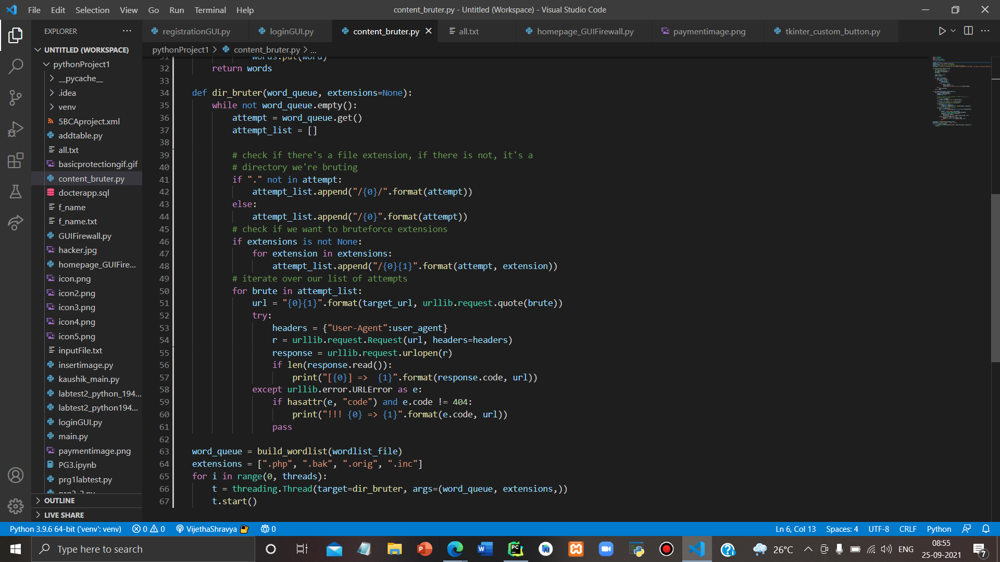 File Edit Selection View Go Run Terminal Help
content_bruter.py - Untitled (Workspace) - Visual Studio Code
EXPLORER
registrationGUI.py
loginGUI.py
content_bruter.py
all.txt
homepage_GUIFirewall.py
paymentimage.png
tkinter_custom_button.py
UNTITLED (WORKSPACE)
pythonProject1
__pycache__
.idea
venv
5BCAproject.xml
addtable.py
all.txt
basicprotectiongif.gif
content_bruter.py
docterapp.sql
f_name
f_name.txt
GUIFirewall.py
hacker.jpg
homepage_GUIFire...
icon.png
icon2.png
icon3.png
icon4.png
icon5.png
inputFile.txt
insertimage.py
kaushik_main.py
labtest2_python_194...
labtest2_python194...
loginGUI.py
main.py
paymentimage.png
PG3.ipynb
prg1labtest.py
OUTLINE
LIVE SHARE
pythonProject1 > content_bruter.py > ...
31 words.put(word)
32 return words
33
34 def dir_bruter(word_queue, extensions=None):
35 while not word_queue.empty():
36 attempt = word_queue.get()
37 attempt_list = []
38
39 # check if there's a file extension, if there is not, it's a
40 # directory we're bruting
41 if "." not in attempt:
42 attempt_list.append("/{0}/".format(attempt))
43 else:
44 attempt_list.append("/{0}".format(attempt))
45 # check if we want to bruteforce extensions
46 if extensions is not None:
47 for extension in extensions:
48 attempt_list.append("/{0}{1}".format(attempt, extension))
49 # iterate over our list of attempts
50 for brute in attempt_list:
51 url = "{0}{1}".format(target_url, urllib.request.quote(brute))
52 try:
53 headers = {"User-Agent":user_agent}
54 r = urllib.request.Request(url, headers=headers)
55 response = urllib.request.urlopen(r)
56 if len(response.read()):
57 print("[{0}] =>  {1}".format(response.code, url))
58 except urllib.error.URLError as e:
59 if hasattr(e, "code") and e.code != 404:
60 print("!!! {0} => {1}".format(e.code, url))
61 pass
62
63 word_queue = build_wordlist(wordlist_file)
64 extensions = [".php", ".bak", ".orig", ".inc"]
65 for i in range(0, threads):
66 t = threading.Thread(target=dir_bruter, args=(word_queue, extensions,))
67 t.start()
Python 3.9.6 64-bit ('venv': venv) 0 0 VijethaShravya 0
Ln 6, Col 13 Spaces: 4 UTF-8 CRLF Python
Type here to search
26°C ENG
08:55
25-09-2021
7